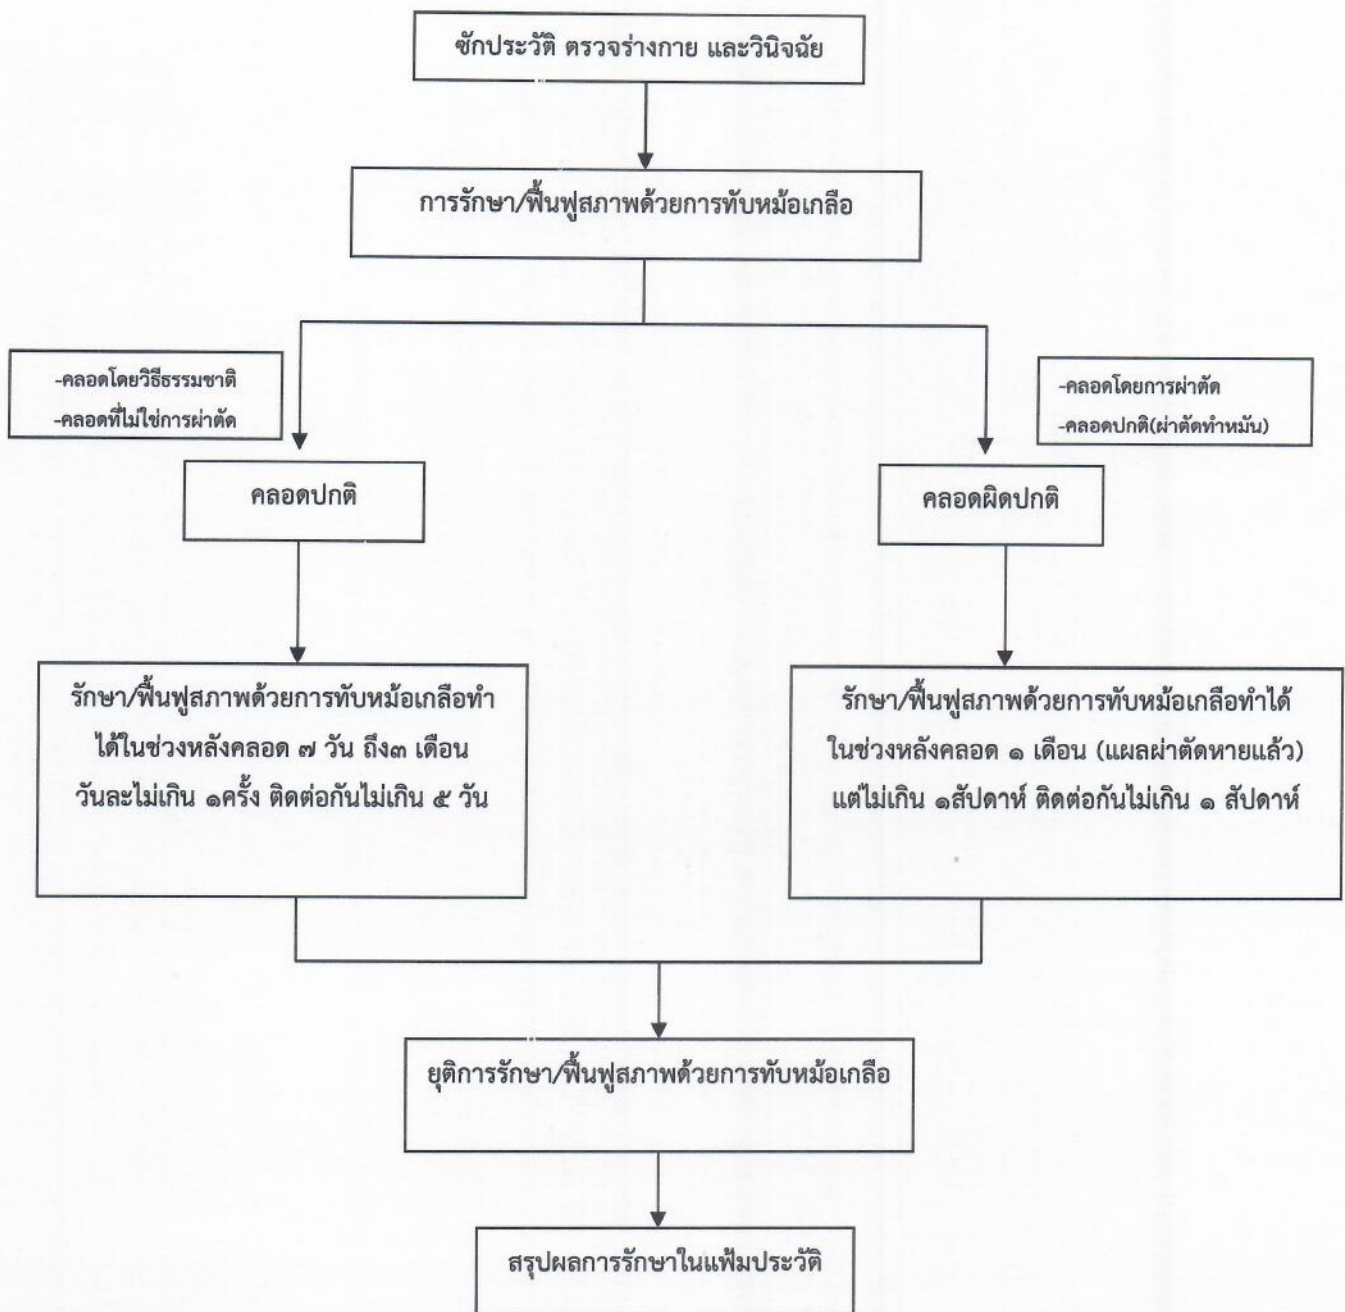 ซักประวัติ ตรวจร่างกาย และวินิจฉัย
การรักษา/ฟื้นฟูสภาพด้วยการทับหม้อเกลือ
-คลอดโดยวิธีธรรมชาติ
-คลอดที่ไม่ใช่การผ่าตัด
-คลอดโดยการผ่าตัด
-คลอดปกติ(ผ่าตัดทำหมัน)
คลอดปกติ
คลอดผิดปกติ
รักษา/ฟื้นฟูสภาพด้วยการทับหม้อเกลือทำ
ได้ในช่วงหลังคลอด ๗ วัน ถึง๓ เดือน
วันละไม่เกิน ๑ครั้ง ติดต่อกันไม่เกิน ๕ วัน
รักษา/ฟื้นฟูสภาพด้วยการทับหม้อเกลือทำได้
ในช่วงหลังคลอด ๑ เดือน (แผลผ่าตัดหายแล้ว)
แต่ไม่เกิน ๑สัปดาห์ ติดต่อกันไม่เกิน ๑ สัปดาห์
ยุติการรักษา/ฟื้นฟูสภาพด้วยการทับหม้อเกลือ
สรุปผลการรักษาในแฟ้มประวัติ